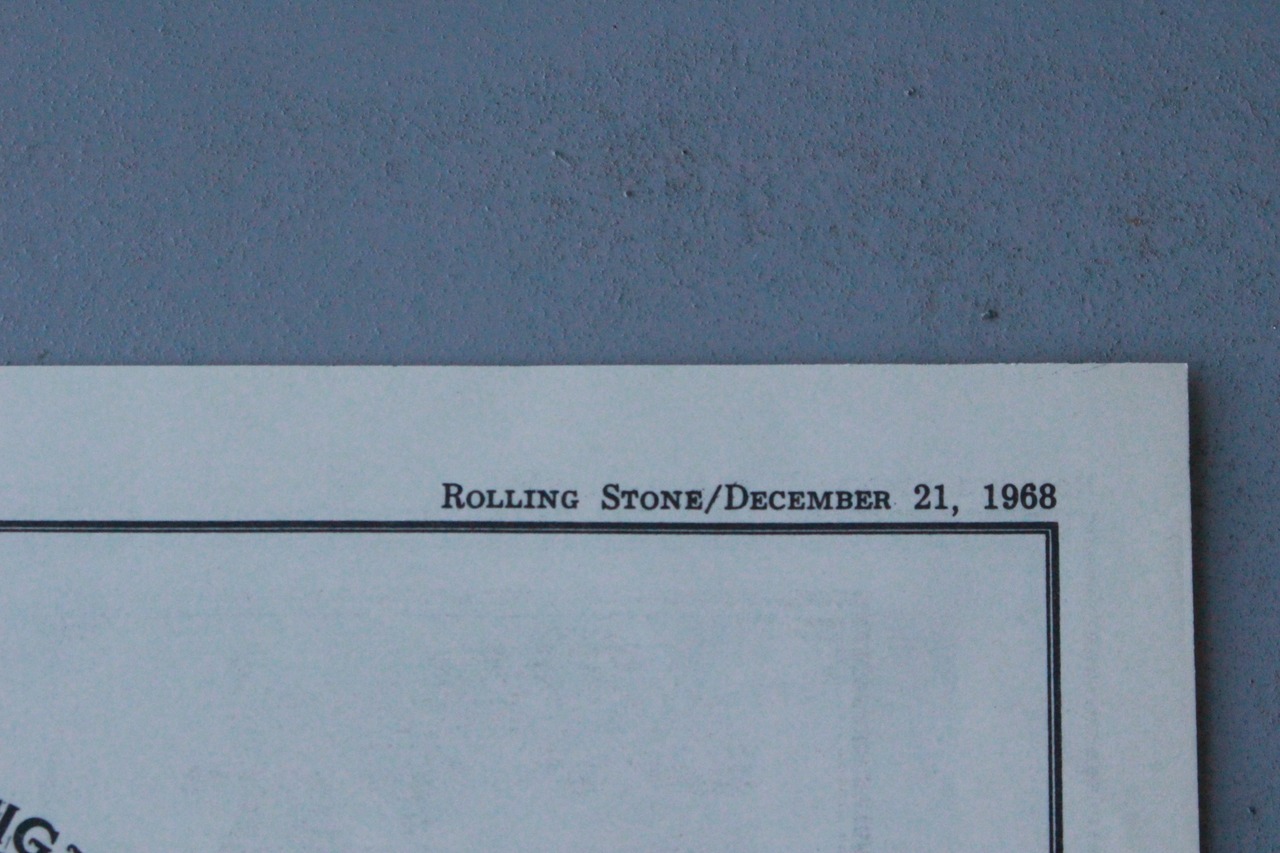 Rolling Stone/December 21, 1968